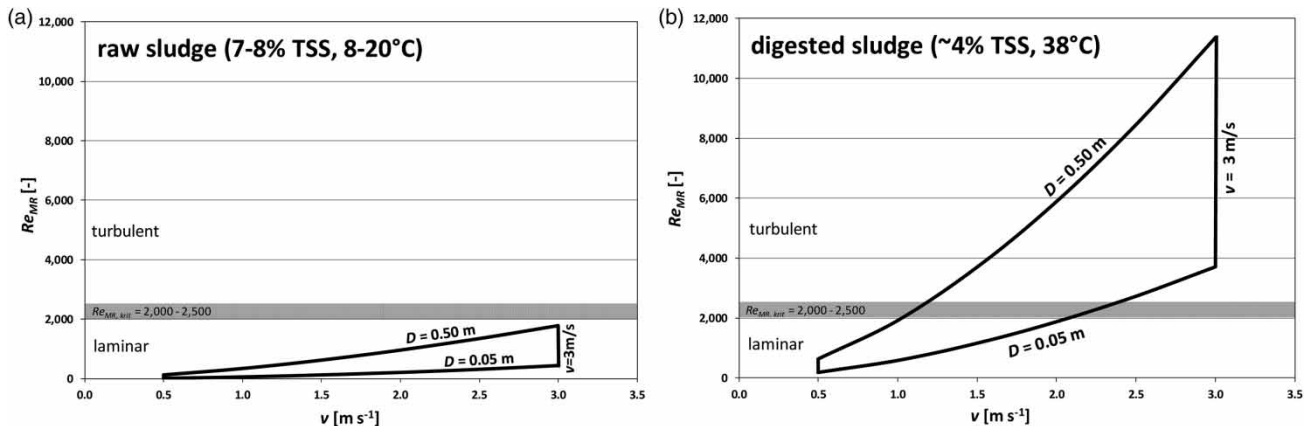 (a)
raw sludge (7-8% TSS, 8-20°C)
12,000
10,000
8,000
6,000
4,000
2,000
0
Re_MR [-]
turbulent
Re_MR, krit = 2,000 - 2,500
laminar
D = 0.50 m
D = 0.05 m
v=3m/s
0.0 0.5 1.0 1.5 2.0 2.5 3.0 3.5
v [m s⁻¹]
(b)
digested sludge (~4% TSS, 38°C)
12,000
10,000
8,000
6,000
4,000
2,000
0
Re_MR [-]
turbulent
Re_MR, krit = 2,000 - 2,500
laminar
D = 0.50 m
D = 0.05 m
v = 3 m/s
0.0 0.5 1.0 1.5 2.0 2.5 3.0 3.5
v [m s⁻¹]